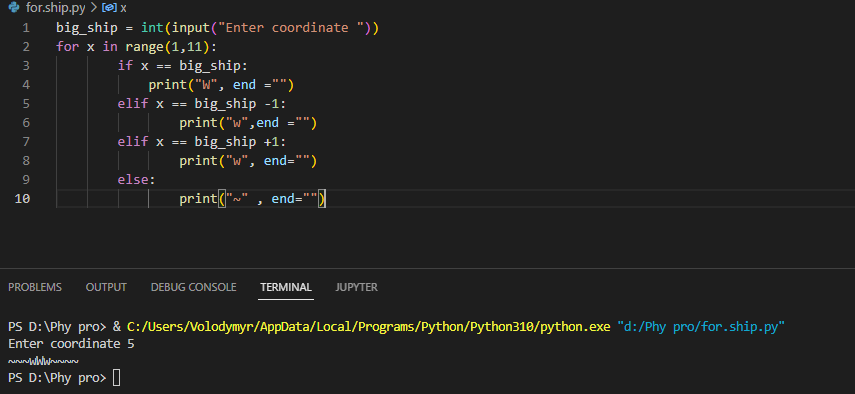 for.ship.py > x
1 big_ship = int(input("Enter coordinate "))
2 for x in range(1,11):
3 if x == big_ship:
4 print("W", end ="")
5 elif x == big_ship -1:
6 print("w",end ="")
7 elif x == big_ship +1:
8 print("w", end="")
9 else:
10 print("~" , end="")
PROBLEMS OUTPUT DEBUG CONSOLE TERMINAL JUPYTER
PS D:\Phy pro> & C:/Users/Volodymyr/AppData/Local/Programs/Python/Python310/python.exe "d:/Phy pro/for.ship.py"
Enter coordinate 5
~~~wWw~~~~
PS D:\Phy pro>